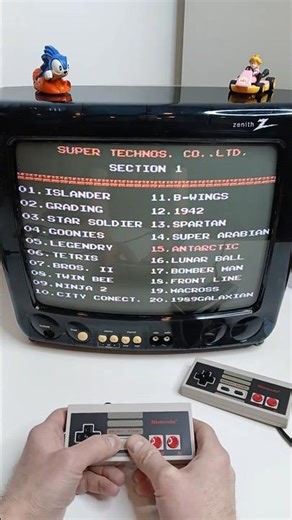 zenith Z
SUPER TECHNOS. CO..LTD.
SECTION 1
01.ISLANDER 11.B-WINGS
02.GRADING 12.1942
03.STAR SOLDIER 13.SPARTAN
04.GOONIES 14.SUPER ARABIAN
05.LEGENDRY 15.ANTARCTIC
06.TETRIS 16.LUNAR BALL
07.BROS. II 17.BOMBER MAN
08.TWIN BEE 18.FRONT LINE
09.NINJA 2 19.MACROSS
10.CITY CONECT. 20.1989GALAXIAN
Nintendo
Nintendo